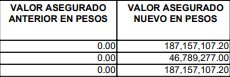 VALOR ASEGURADO VALOR ASEGURADO
ANTERIOR EN PESOS NUEVO EN PESOS
0.00 187,157,107.20
0.00 46,789,277.00
0.00 187,157,107.20